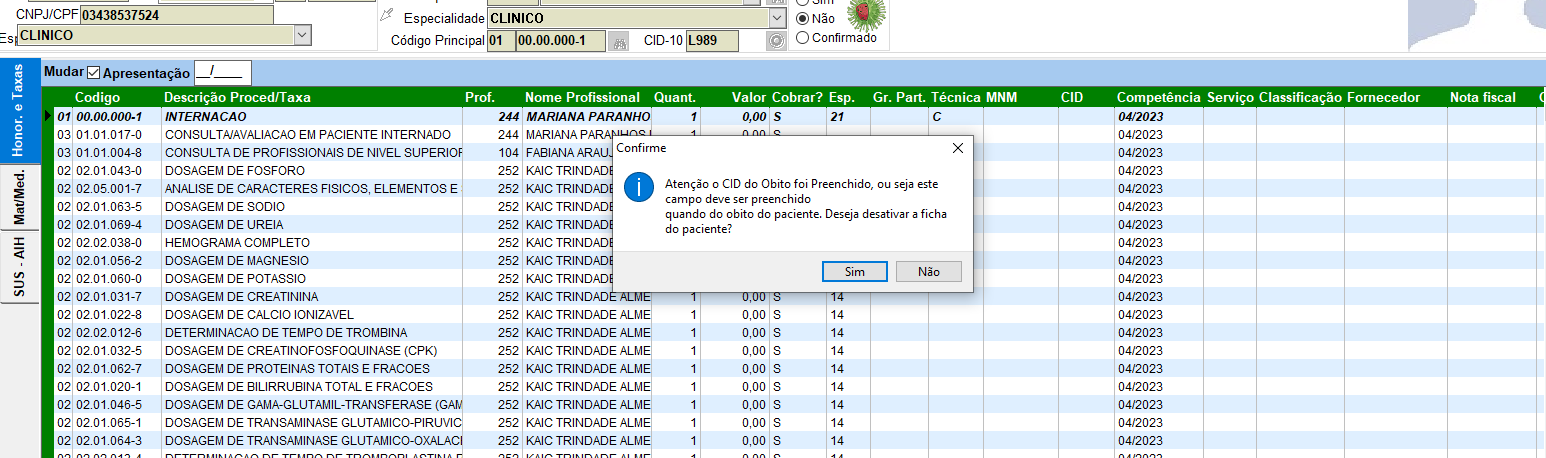 CNPJ/CPF 03438537524
CLINICO
Especialidade CLINICO
Código Principal 01 00.00.000-1 CID-10 L989
Sim
Não
Confirmado
Honor. e Taxas
Mat/Med.
SUS - AIH
Mudar Apresentação __/____
Codigo Descrição Proced/Taxa Prof. Nome Profissional Quant. Valor Cobrar? Esp. Gr. Part. Técnica MNM CID Competência Serviço Classificação Fornecedor Nota fiscal
01 00.00.000-1 INTERNACAO 244 MARIANA PARANHO 1 0,00 S 21 C 04/2023
03 01.01.017-0 CONSULTA/AVALIACAO EM PACIENTE INTERNADO 244 MARIANA PARANHOS 1 0,00 S 04/2023
03 01.01.004-8 CONSULTA DE PROFISSIONAIS DE NIVEL SUPERIOR 104 FABIANA ARAUJ 04/2023
02 02.01.043-0 DOSAGEM DE FOSFORO 252 KAIC TRINDADE 04/2023
02 02.05.001-7 ANALISE DE CARACTERES FISICOS, ELEMENTOS E 252 KAIC TRINDADE 04/2023
02 02.01.063-5 DOSAGEM DE SODIO 252 KAIC TRINDADE 04/2023
02 02.01.069-4 DOSAGEM DE UREIA 252 KAIC TRINDADE 04/2023
02 02.02.038-0 HEMOGRAMA COMPLETO 252 KAIC TRINDADE 04/2023
02 02.01.056-2 DOSAGEM DE MAGNESIO 252 KAIC TRINDADE 04/2023
02 02.01.060-0 DOSAGEM DE POTASSIO 252 KAIC TRINDADE 04/2023
02 02.01.031-7 DOSAGEM DE CREATININA 252 KAIC TRINDADE ALME 1 0,00 S 14 04/2023
02 02.01.022-8 DOSAGEM DE CALCIO IONIZAVEL 252 KAIC TRINDADE ALME 1 0,00 S 14 04/2023
02 02.02.012-6 DETERMINACAO DE TEMPO DE TROMBINA 252 KAIC TRINDADE ALME 1 0,00 S 14 04/2023
02 02.01.032-5 DOSAGEM DE CREATINOFOSFOQUINASE (CPK) 252 KAIC TRINDADE ALME 1 0,00 S 14 04/2023
02 02.01.062-7 DOSAGEM DE PROTEINAS TOTAIS E FRACOES 252 KAIC TRINDADE ALME 1 0,00 S 14 04/2023
02 02.01.020-1 DOSAGEM DE BILIRRUBINA TOTAL E FRACOES 252 KAIC TRINDADE ALME 1 0,00 S 14 04/2023
02 02.01.046-5 DOSAGEM DE GAMA-GLUTAMIL-TRANSFERASE (GAM 252 KAIC TRINDADE ALME 1 0,00 S 14 04/2023
02 02.01.065-1 DOSAGEM DE TRANSAMINASE GLUTAMICO-PIRUVIC 252 KAIC TRINDADE ALME 1 0,00 S 14 04/2023
02 02.01.064-3 DOSAGEM DE TRANSAMINASE GLUTAMICO-OXALAC 252 KAIC TRINDADE ALME 1 0,00 S 14 04/2023
Confirme
Atenção o CID do Obito foi Preenchido, ou seja este
campo deve ser preenchido
quando do obito do paciente. Deseja desativar a ficha
do paciente?
Sim
Não